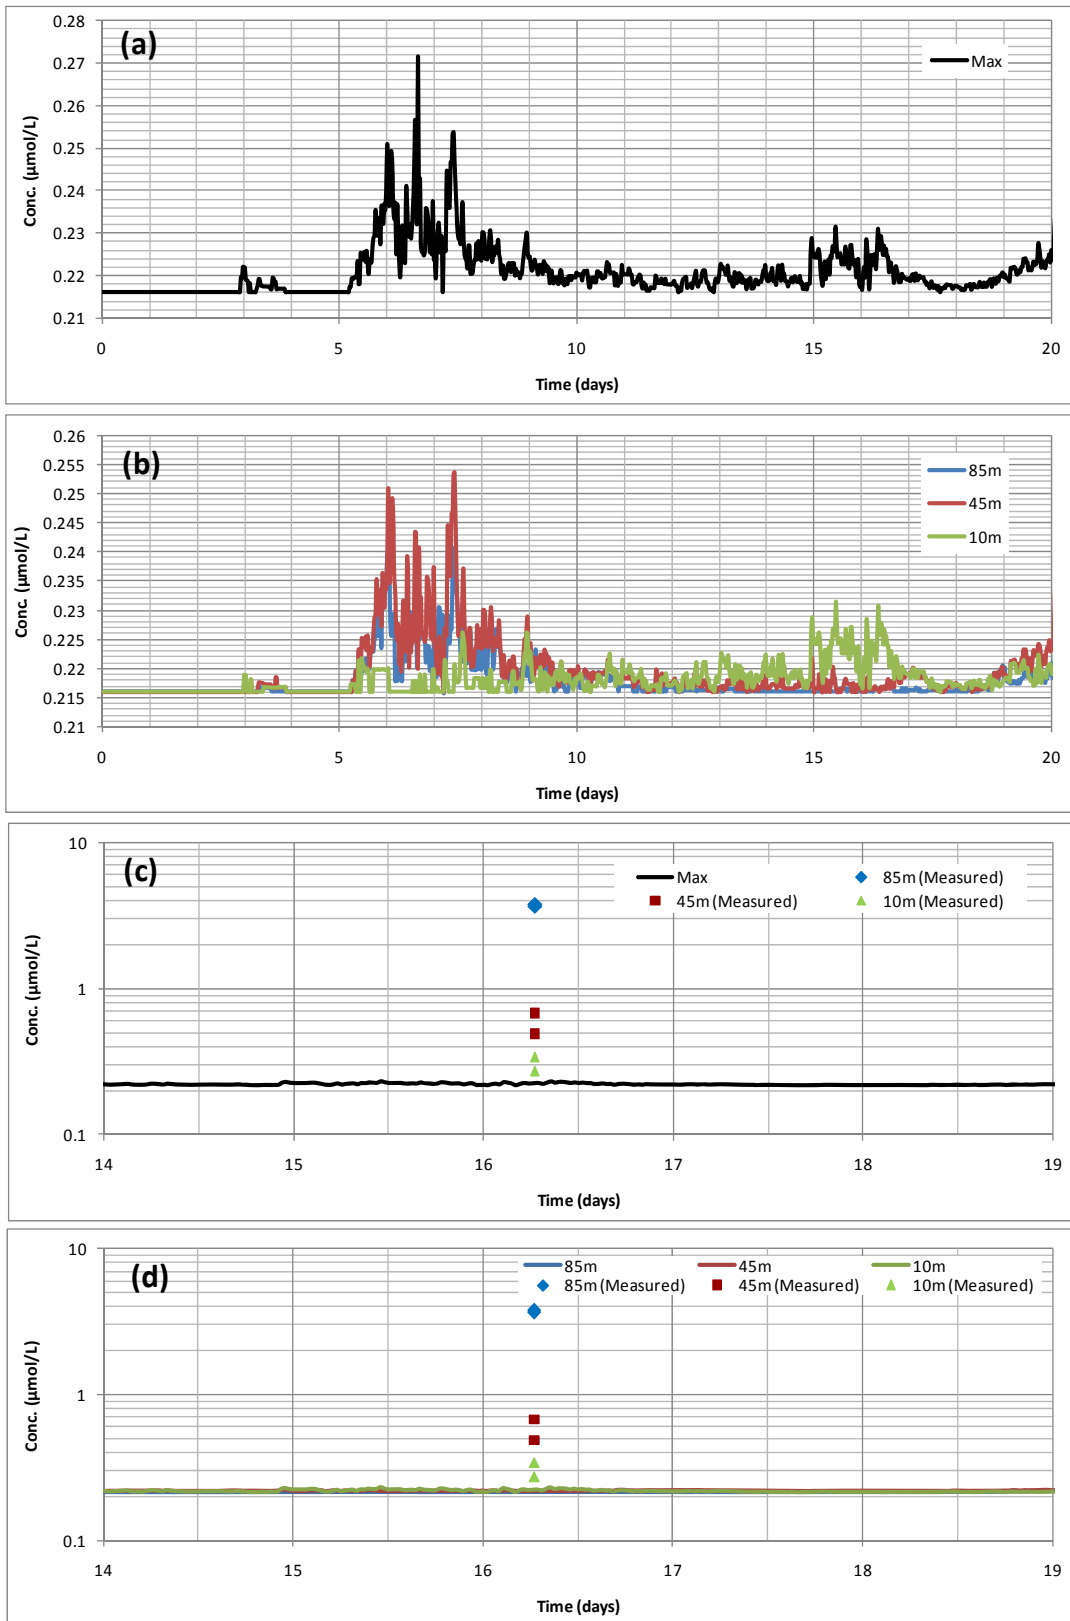 (a)
Max
0.28
0.27
0.26
0.25
0.24
0.23
0.22
0.21
Conc. (µmol/L)
0 5 10 15 20
Time (days)
(b)
85m
45m
10m
0.26
0.255
0.25
0.245
0.24
0.235
0.23
0.225
0.22
0.215
0.21
Conc. (µmol/L)
0 5 10 15 20
Time (days)
(c)
Max 85m (Measured)
45m (Measured) 10m (Measured)
10
1
0.1
Conc. (µmol/L)
14 15 16 17 18 19
Time (days)
(d)
85m 45m 10m
85m (Measured) 45m (Measured) 10m (Measured)
10
1
0.1
Conc. (µmol/L)
14 15 16 17 18 19
Time (days)